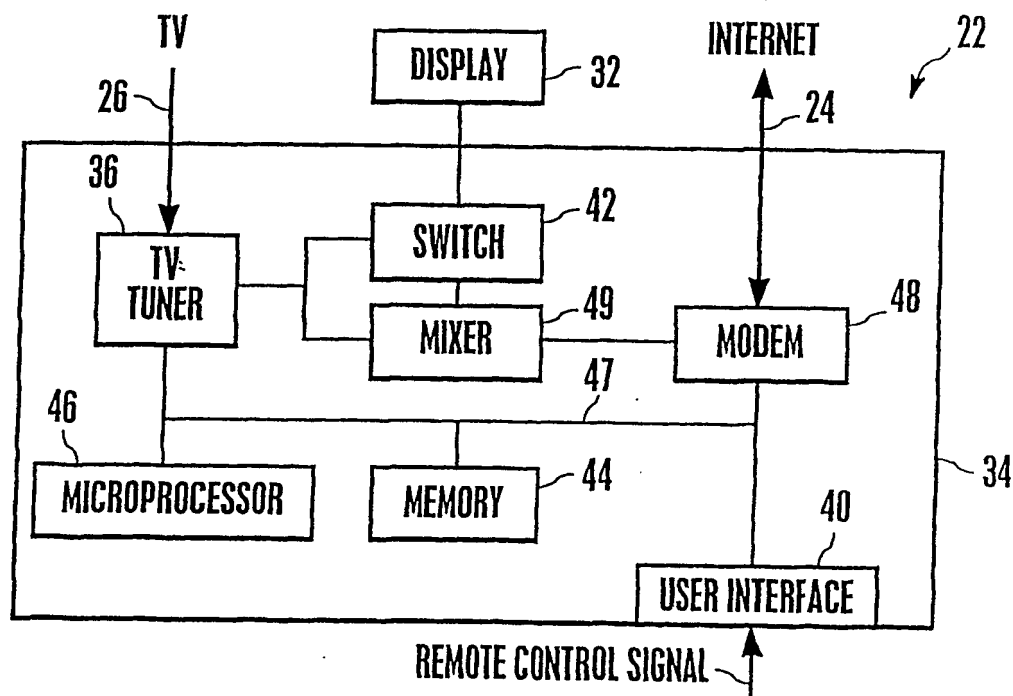 TV
DISPLAY
INTERNET
22
26
32
24
36
42
SWITCH
TV
TUNER
49
48
MIXER
MODEM
47
46
44
MICROPROCESSOR
MEMORY
34
40
USER INTERFACE
REMOTE CONTROL SIGNAL